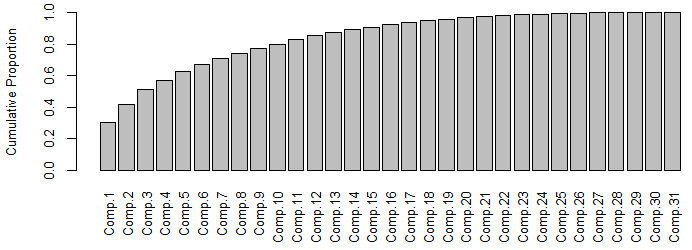 Cumulative Proportion
1.0
0.8
0.6
0.4
0.2
0.0
Comp.1
Comp.2
Comp.3
Comp.4
Comp.5
Comp.6
Comp.7
Comp.8
Comp.9
Comp.10
Comp.11
Comp.12
Comp.13
Comp.14
Comp.15
Comp.16
Comp.17
Comp.18
Comp.19
Comp.20
Comp.21
Comp.22
Comp.23
Comp.24
Comp.25
Comp.26
Comp.27
Comp.28
Comp.29
Comp.30
Comp.31